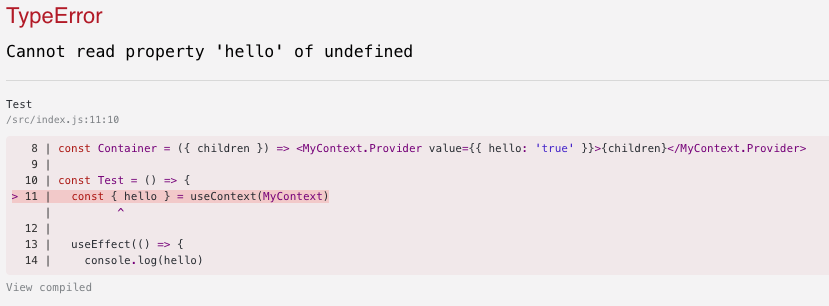 TypeError
Cannot read property 'hello' of undefined
Test
/src/index.js:11:10
   8 | const Container = ({ children }) => <MyContext.Provider value={{ hello: 'true' }}>{children}</MyContext.Provider>
   9 |
  10 | const Test = () => {
> 11 |   const { hello } = useContext(MyContext)
     |          ^
  12 |
  13 |   useEffect(() => {
  14 |     console.log(hello)
View compiled